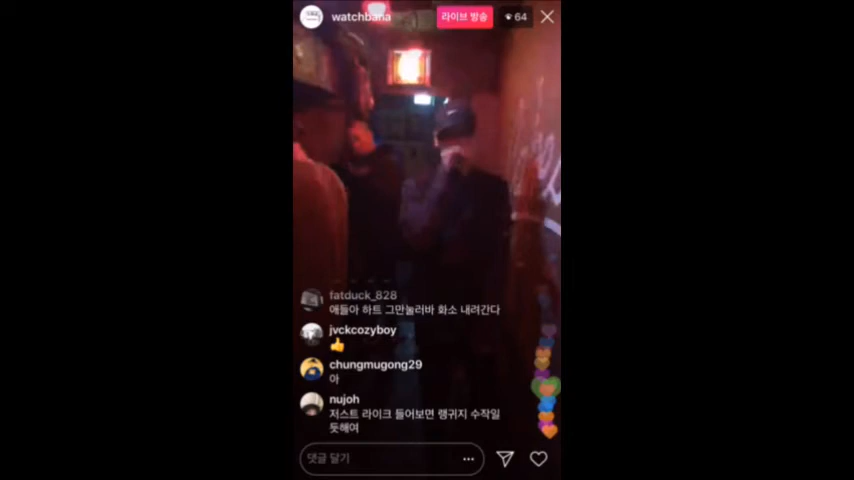 watchbana
라이브 방송
64
fatduck_828
애들아 하트 그만눌러바 화소 내려간다
jvckcozyboy
👍
chungmugong29
아
nujoh
저스트 라이크 들어보면 랭귀지 수작일
듯해여
댓글 달기